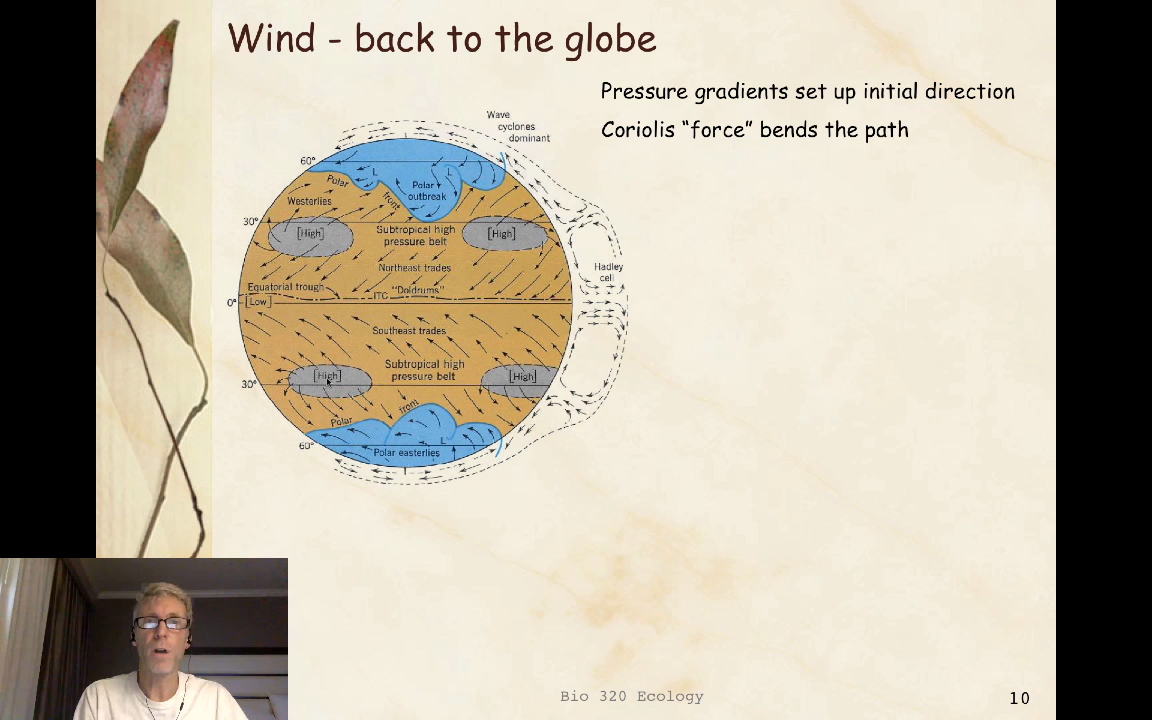 Wind - back to the globe
Pressure gradients set up initial direction
Coriolis “force” bends the path
Wave
cyclones
dominant
60°
L
L
Polar
front
Polar
outbreak
Westerlies
30°
[High]
Subtropical high
pressure belt
[High]
Northeast trades
Hadley
cell
Equatorial trough
"Doldrums"
ITC
0°
[Low]
Southeast trades
[High]
Subtropical high
pressure belt
[High]
30°
Polar
front
60°
L
Polar easterlies
Bio 320 Ecology
10